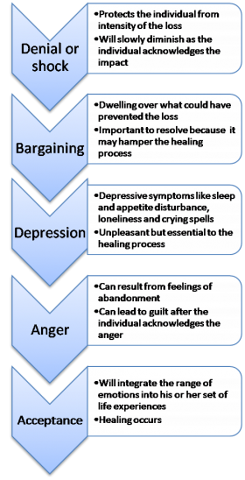 Denial or
shock
•Protects the individual from
intensity of the loss
•Will slowly diminish as the
individual acknowledges the
impact
Bargaining
•Dwelling over what could have
prevented the loss
•Important to resolve because it
may hamper the healing
process
Depression
•Depressive symptoms like sleep
and appetite disturbance,
loneliness and crying spells
•Unpleasant but essential to the
healing process
Anger
•Can result from feelings of
abandonment
•Can lead to guilt after the
individual acknowledges the
anger
Acceptance
•Will integrate the range of
emotions into his or her set of
life experiences
•Healing occurs